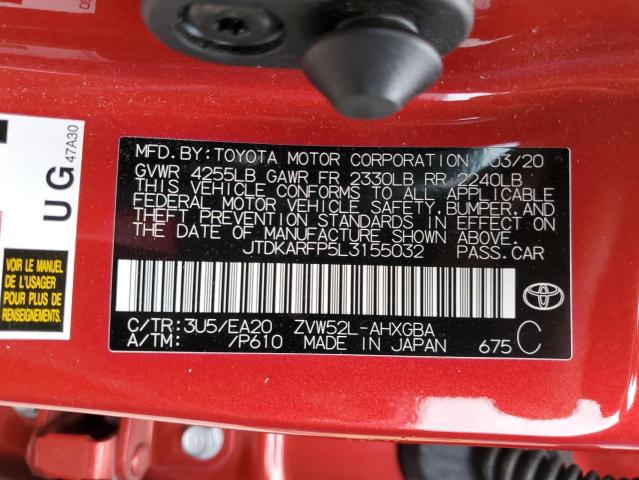 UG
47A30
VOIR LE MANUEL
DE L'USAGER
POUR PLUS DE
RENSEIGNEMENTS.
MFD. BY: TOYOTA MOTOR CORPORATION 03/20
GVWR 4255LB GAWR FR 2330LB RR 2240LB
THIS VEHICLE CONFORMS TO ALL APPLICABLE
FEDERAL MOTOR VEHICLE SAFETY, BUMPER, AND
THEFT PREVENTION STANDARDS IN EFFECT ON
THE DATE OF MANUFACTURE SHOWN ABOVE.
JTDKARFP5L3155032 PASS. CAR
C/TR: 3U5/EA20 ZVW52L-AHXGBA
A/TM: /P610 MADE IN JAPAN 675 C